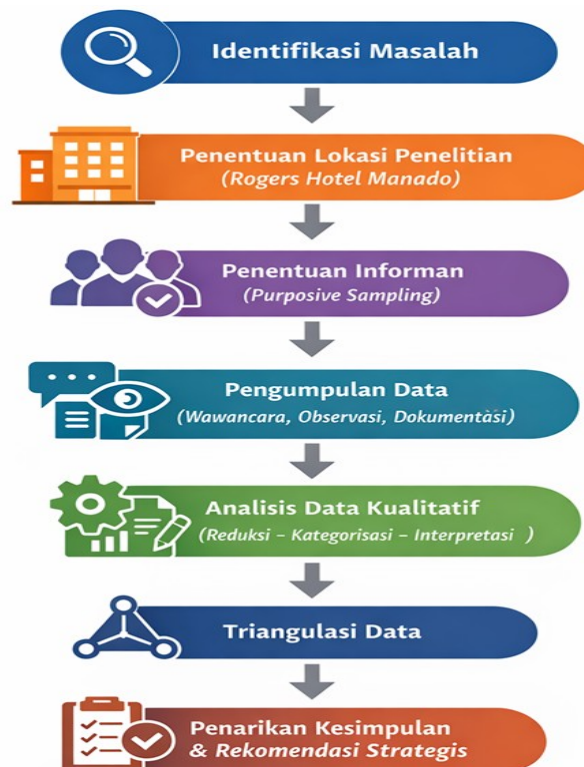 Identifikasi Masalah
Penentuan Lokasi Penelitian
(Rogers Hotel Manado)
Penentuan Informan
(Purposive Sampling)
Pengumpulan Data
(Wawancara, Observasi, Dokumentasi)
Analisis Data Kualitatif
(Reduksi – Kategorisasi – Interpretasi )
Triangulasi Data
Penarikan Kesimpulan
& Rekomendasi Strategis